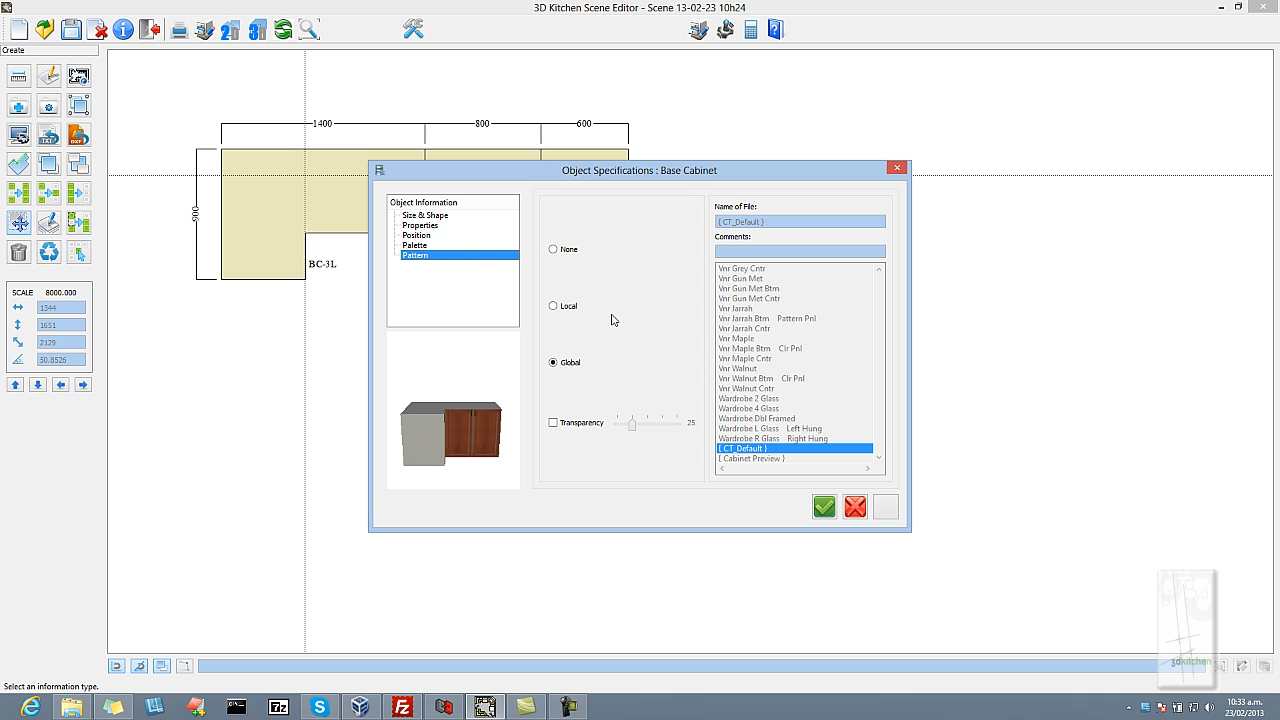 3D Kitchen Scene Editor - Scene 13-02-23 10h24
Create
1400
800
600
900
BC-3L
TXT
DXF
SCALE 8000.000
1344
1651
2129
50.8526
Object Specifications : Base Cabinet
Object Information
Size & Shape
Properties
Position
Palette
Pattern
None
Local
Global
Transparency
25
Name of File:
{ CT_Default }
Comments:
Vnr Grey Cntr
Vnr Gun Met
Vnr Gun Met Btm
Vnr Gun Met Cntr
Vnr Jarrah
Vnr Jarrah Btm Pattern Pnl
Vnr Jarrah Cntr
Vnr Maple
Vnr Maple Btm Clr Pnl
Vnr Maple Cntr
Vnr Walnut
Vnr Walnut Btm Clr Pnl
Vnr Walnut Cntr
Wardrobe 2 Glass
Wardrobe 4 Glass
Wardrobe Dbl Framed
Wardrobe L Glass Left Hung
Wardrobe R Glass Right Hung
{ CT_Default }
{ Cabinet Preview }
3dkitchen
Select an information type.
7z
10:33 a.m.
23/02/2013